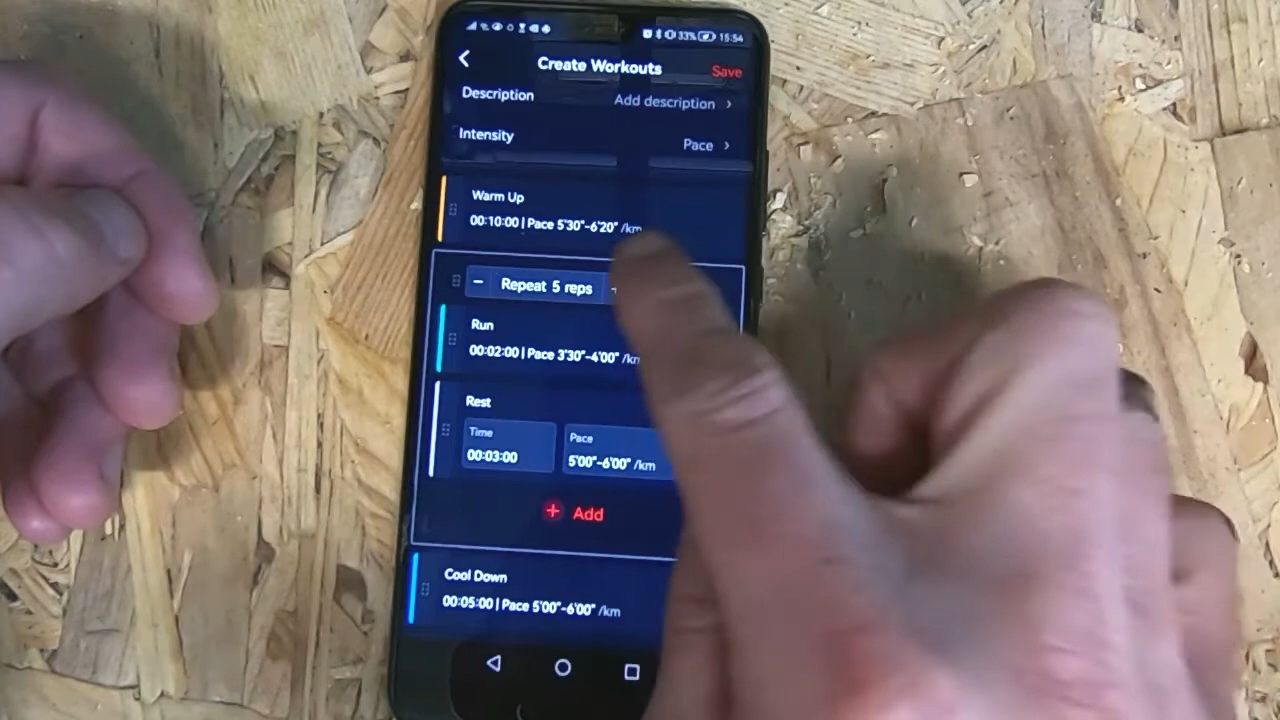 33% 15:54
Create Workouts
Save
Description
Add description >
Intensity
Pace >
Warm Up
00:10:00 | Pace 5'30"-6'20" /km
− Repeat 5 reps
Run
00:02:00 | Pace 3'30"-4'00" /km
Rest
Time
Pace
00:03:00
5'00"-6'00" /km
+ Add
Cool Down
00:05:00 | Pace 5'00"-6'00" /km